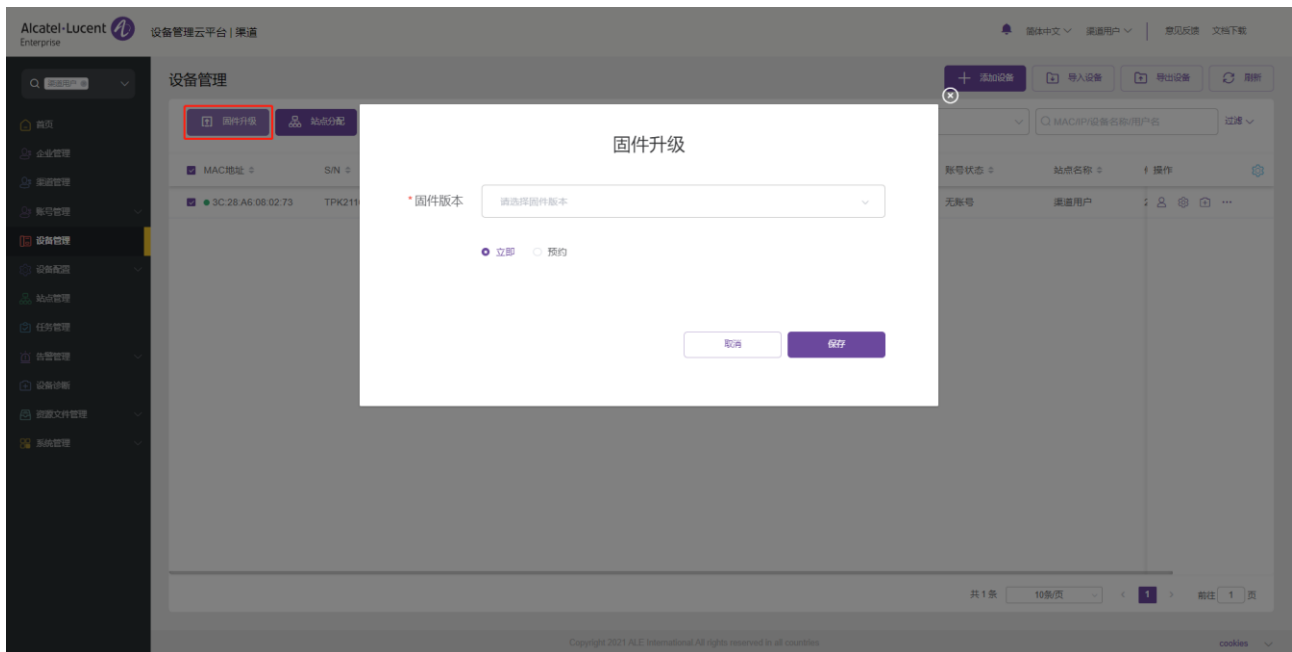 Alcatel·Lucent
Enterprise
设备管理云平台 | 渠道
简体中文
渠道用户
意见反馈
文档下载
渠道用户
首页
企业管理
渠道管理
账号管理
设备管理
设备配置
站点管理
任务管理
告警管理
设备诊断
资源文件管理
系统管理
设备管理
添加设备
导入设备
导出设备
刷新
固件升级
站点分配
MAC/IP/设备名称/用户名
过滤
MAC地址
S/N
账号状态
站点名称
操作
3C:28:A6:08:02:73
TPK211
无账号
渠道用户
固件升级
*固件版本
请选择固件版本
立即
预约
取消
保存
共 1 条
10条/页
1
前往 1 页
Copyright 2021 ALE International.All rights reserved in all countries
cookies